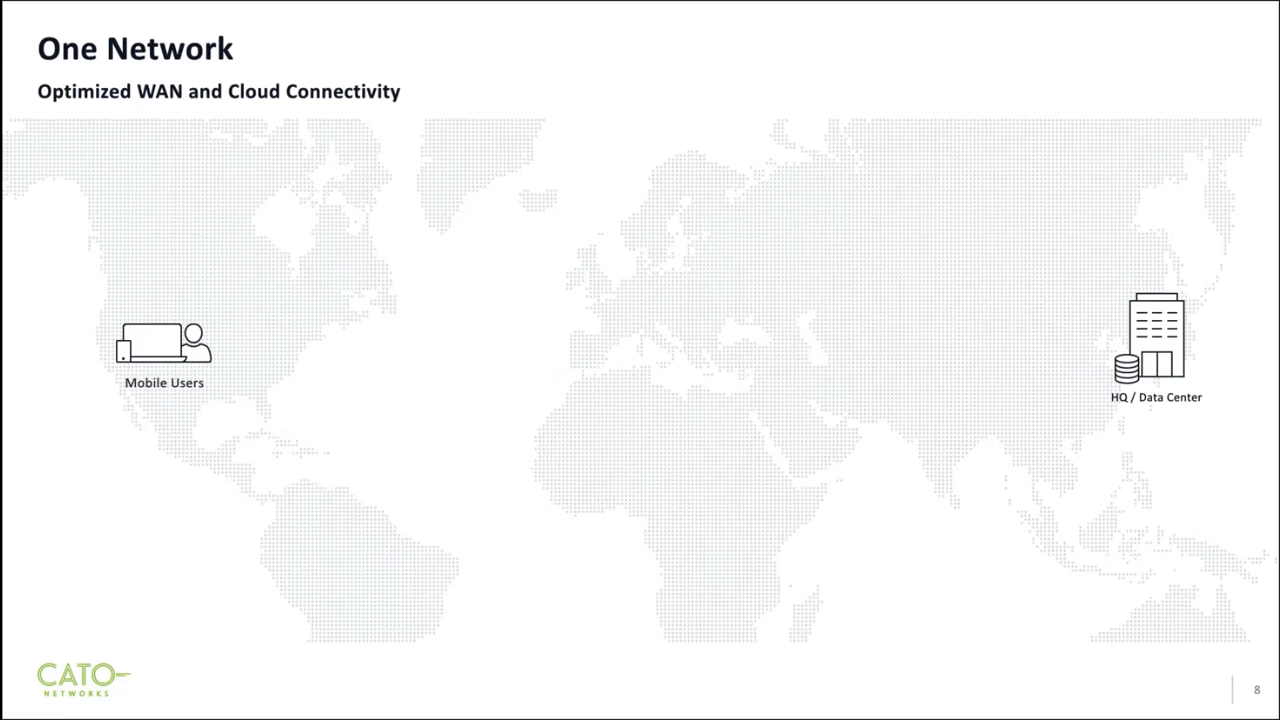 One Network
Optimized WAN and Cloud Connectivity
Mobile Users
HQ / Data Center
CATO
NETWORKS
8